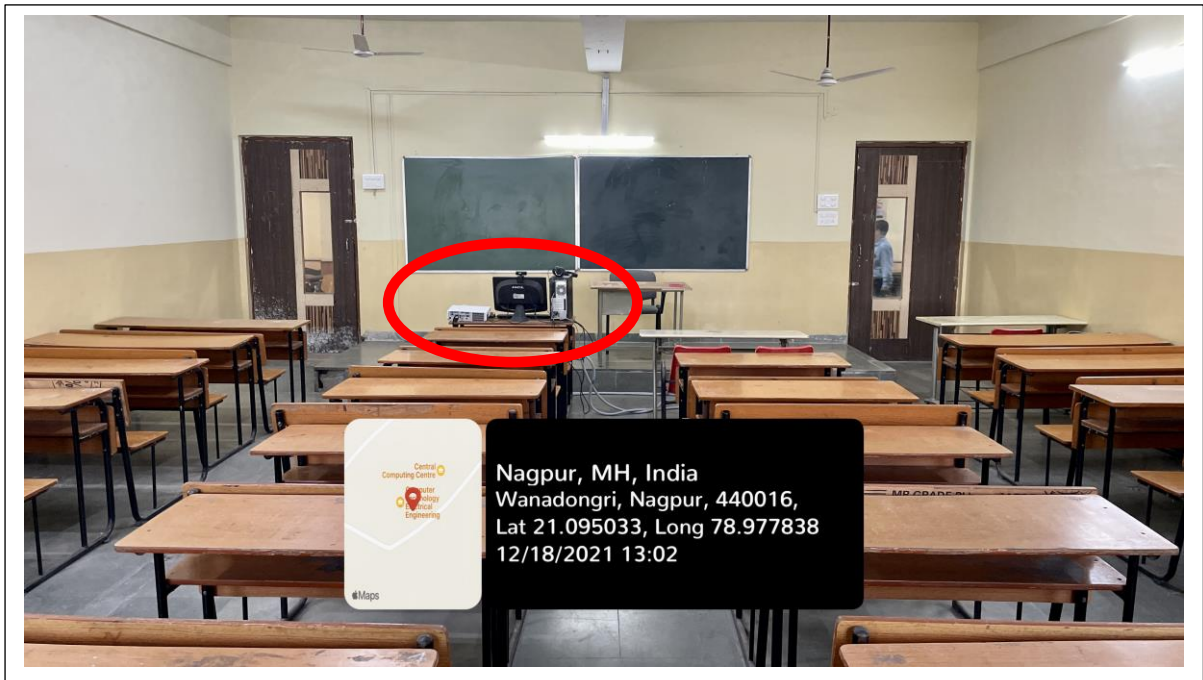 Central
Computing Centre
Engineering
Maps
Nagpur, MH, India
Wanadongri, Nagpur, 440016,
Lat 21.095033, Long 78.977838
12/18/2021 13:02